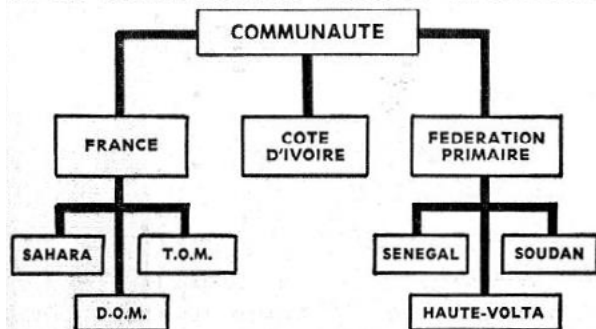 COMMUNAUTE
FRANCE
COTE
D'IVOIRE
FEDERATION
PRIMAIRE
SAHARA
T.O.M.
SENEGAL
SOUDAN
D-O.M.
HAUTE-VOLTA